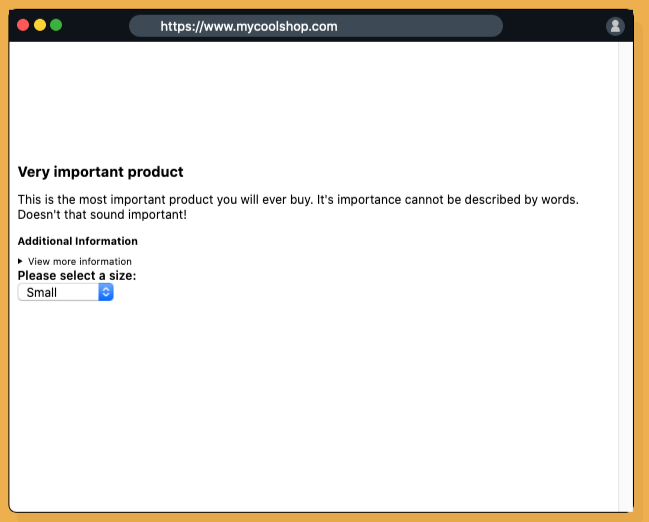 https://www.mycoolshop.com
Very important product
This is the most important product you will ever buy. It's importance cannot be described by words.
Doesn't that sound important!
Additional Information
View more information
Please select a size:
Small